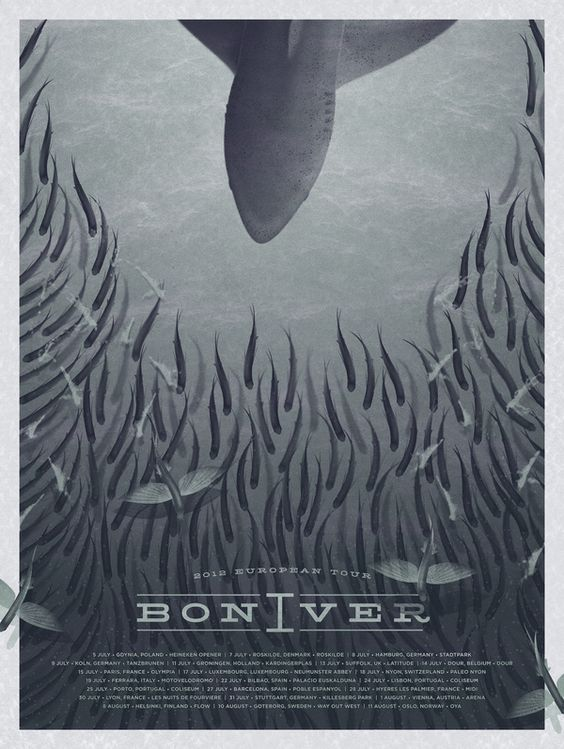 2012 EUROPEAN TOUR
BON IVER
5 JULY • GDYNIA, POLAND • HEINEKEN OPENER | 7 JULY • ROSKILDE, DENMARK • ROSKILDE | 8 JULY • HAMBURG, GERMANY • STADTPARK
9 JULY • KOLN, GERMANY • TANZBRUNEN | 11 JULY • GRONINGEN, HOLLAND • KARDINGERPLAS | 13 JULY • SUFFOLK, UK • LATITUDE | 14 JULY • DOUR, BELGIUM • DOUR
15 JULY • PARIS, FRANCE • OLYMPIA | 17 JULY • LUXEMBOURG, LUXEMBOURG • NEUMUNSTER ABBEY | 18 JULY • NYON, SWITZERLAND • PALEO NYON
19 JULY • FERRARA, ITALY • MOTOVELODROMO | 22 JULY • BILBAO, SPAIN • PALACIO EUSKALDUNA | 24 JULY • LISBON, PORTUGAL • COLISEUM
25 JULY • PORTO, PORTUGAL • COLISEUM | 27 JULY • BARCELONA, SPAIN • POBLE ESPANYOL | 28 JULY • HYERES LES PALMIER, FRANCE • MIDI
30 JULY • LYON, FRANCE • LES NUITS DE FOURVIERE | 31 JULY • STUTTGART, GERMANY • KILLESBERG PARK | 1 AUGUST • VIENNA, AUSTRIA • ARENA
8 AUGUST • HELSINKI, FINLAND • FLOW | 10 AUGUST • GOTEBORG, SWEDEN • WAY OUT WEST | 11 AUGUST • OSLO, NORWAY • OYA